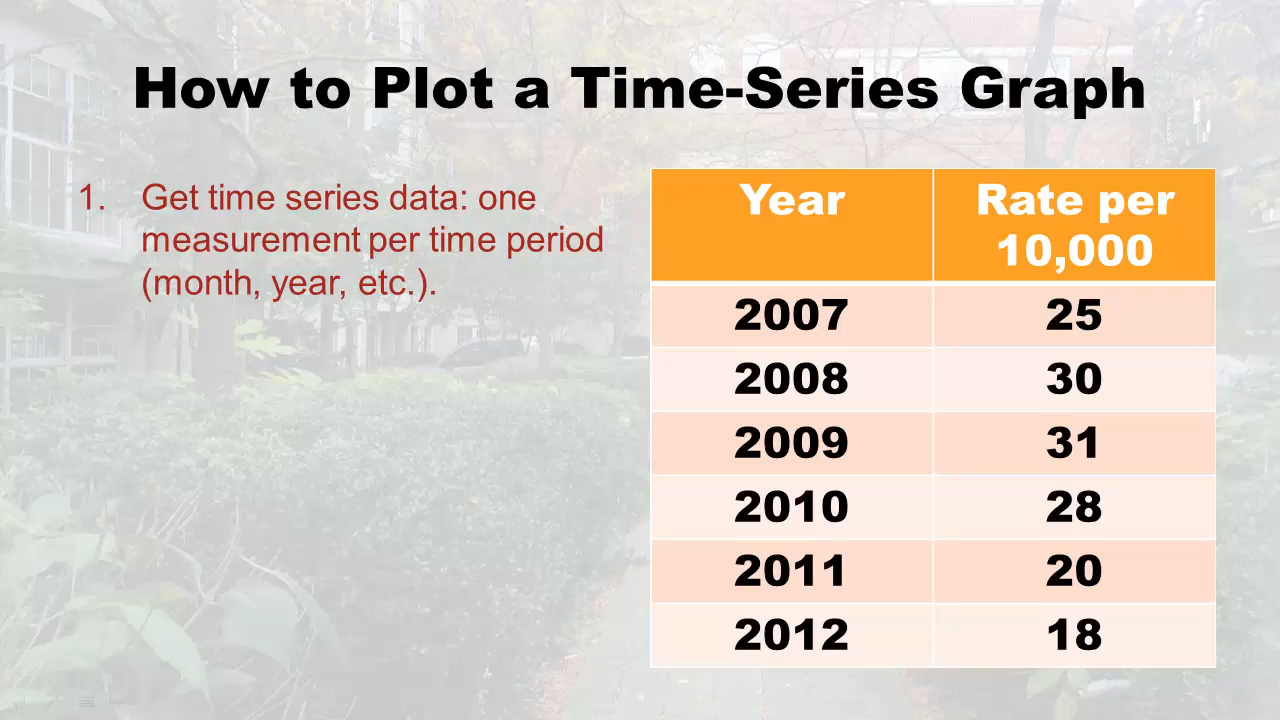 How to Plot a Time-Series Graph
1. Get time series data: one
measurement per time period
(month, year, etc.).
Year Rate per
10,000
2007 25
2008 30
2009 31
2010 28
2011 20
2012 18